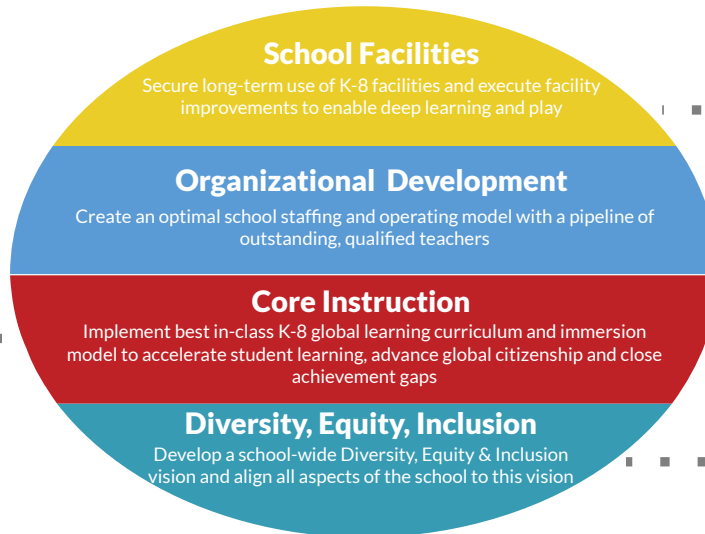 School Facilities
Secure long-term use of K-8 facilities and execute facility
improvements to enable deep learning and play
Organizational Development
Create an optimal school staffing and operating model with a pipeline of
outstanding, qualified teachers
Core Instruction
Implement best in-class K-8 global learning curriculum and immersion
model to accelerate student learning, advance global citizenship and close
achievement gaps
Diversity, Equity, Inclusion
Develop a school-wide Diversity, Equity & Inclusion
vision and align all aspects of the school to this vision